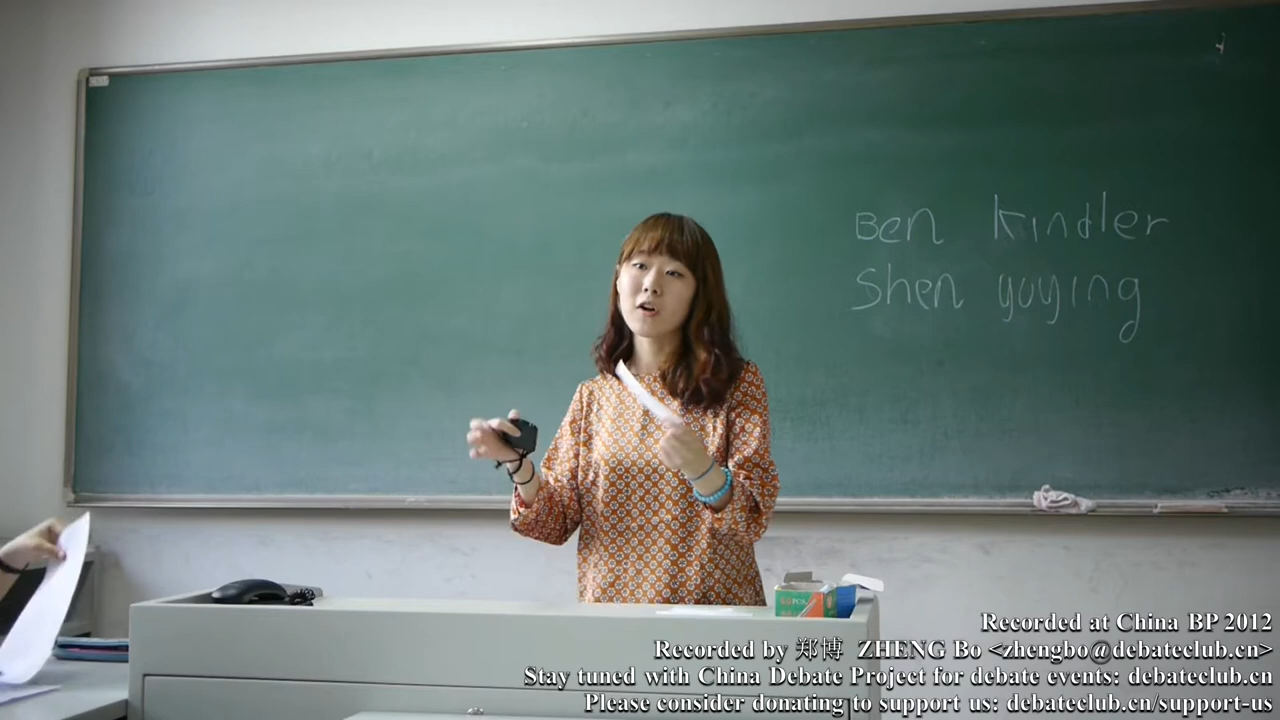 Ben Kindler
Shen yuying
PCS
Recorded at China BP 2012
Recorded by 郑博 ZHENG Bo <zhengbo@debateclub.cn>
Stay tuned with China Debate Project for debate events: debateclub.cn
Please consider donating to support us: debateclub.cn/support-us